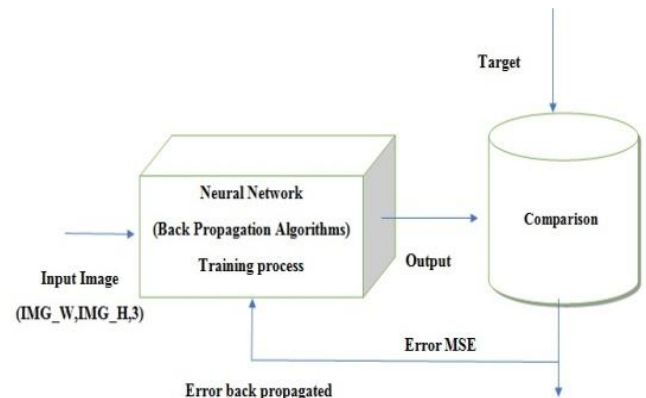 Target
Neural Network
(Back Propagation Algorithms)
Training process
Comparison
Input Image
(IMG_W,IMG_H,3)
Output
Error MSE
Error back propagated